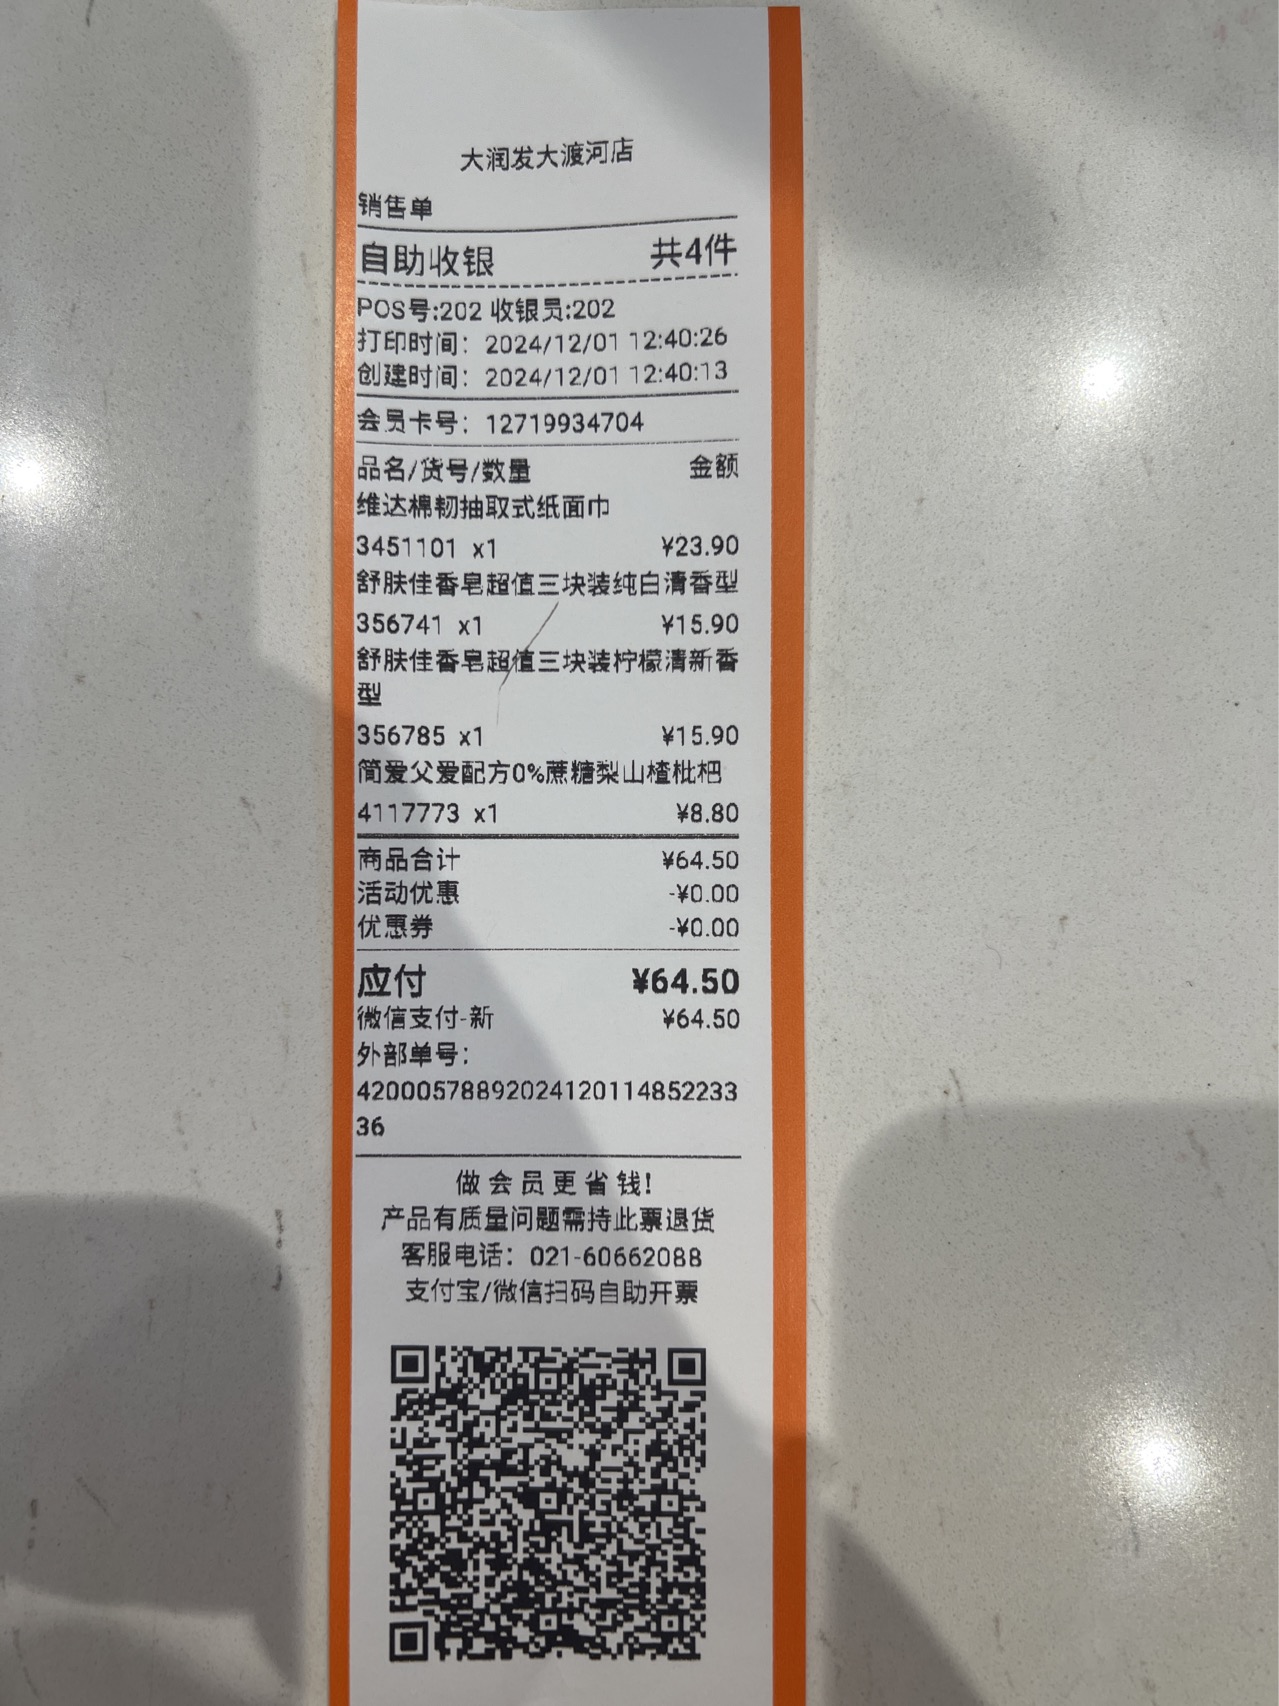 大润发大渡河店
销售单
自助收银 共4件
POS号:202 收银员:202
打印时间：2024/12/01 12:40:26
创建时间：2024/12/01 12:40:13
会员卡号：12719934704
品名/货号/数量 金额
维达棉韧抽取式纸面巾
3451101 x1 ¥23.90
舒肤佳香皂超值三块装纯白清香型
356741 x1 ¥15.90
舒肤佳香皂超值三块装柠檬清新香
型
356785 x1 ¥15.90
简爱父爱配方0%蔗糖梨山楂枇杷
4117773 x1 ¥8.80
商品合计 ¥64.50
活动优惠 -¥0.00
优惠券 -¥0.00
应付 ¥64.50
微信支付-新 ¥64.50
外部单号：
42000578892024120114852233
36
做会员更省钱!
产品有质量问题需持此票退货
客服电话：021-60662088
支付宝/微信扫码自助开票